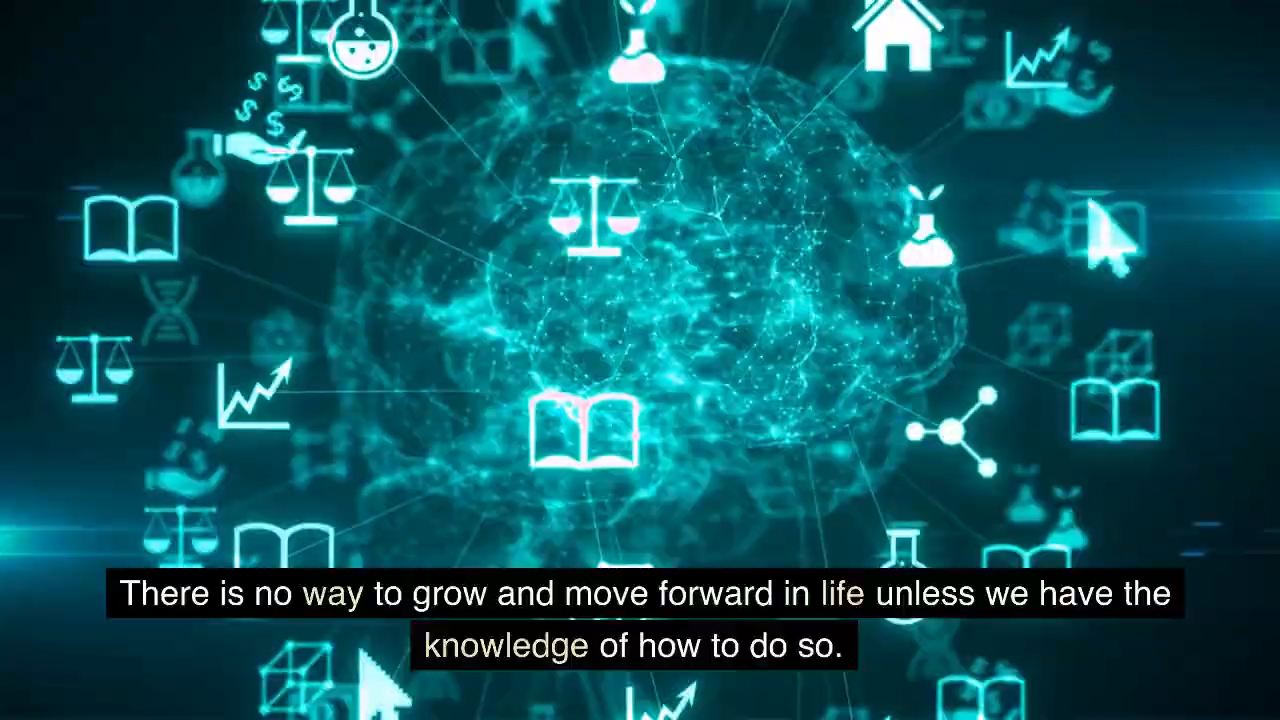 There is no way to grow and move forward in life unless we have the
knowledge of how to do so.